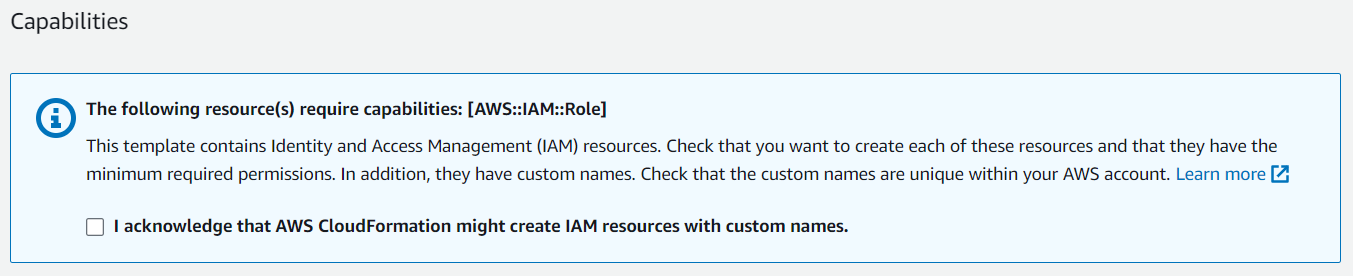 Capabilities
The following resource(s) require capabilities: [AWS::IAM::Role]
This template contains Identity and Access Management (IAM) resources. Check that you want to create each of these resources and that they have the
minimum required permissions. In addition, they have custom names. Check that the custom names are unique within your AWS account. Learn more
I acknowledge that AWS CloudFormation might create IAM resources with custom names.